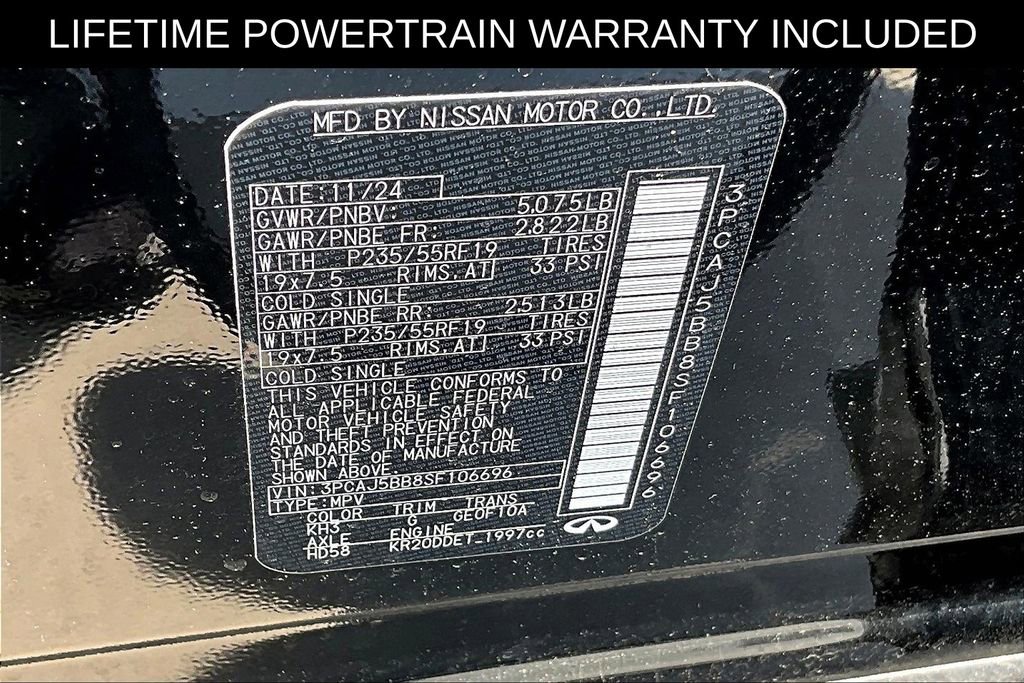 LIFETIME POWERTRAIN WARRANTY INCLUDED
MFD BY NISSAN MOTOR CO.,LTD.
DATE:11/24
GVWR/PNBV: 5075LB
GAWR/PNBE FR: 2822LB
WITH P235/55RF19 TIRES
19x7.5 RIMS,AT 33 PSI
COLD SINGLE
GAWR/PNBE RR: 2513LB
WITH P235/55RF19 TIRES
19x7.5 RIMS,AT 33 PSI
COLD SINGLE
THIS VEHICLE CONFORMS TO
ALL APPLICABLE FEDERAL
MOTOR VEHICLE SAFETY
AND THEFT PREVENTION
STANDARDS IN EFFECT ON
THE DATE OF MANUFACTURE
SHOWN ABOVE.
VIN:3PCAJ5BB8SF106696
TYPE:MPV
COLOR TRIM TRANS
KH3 G GE0F10A
AXLE ENGINE
HD58 KR20DDET 1997cc
3PCAJ5BB8SF106696